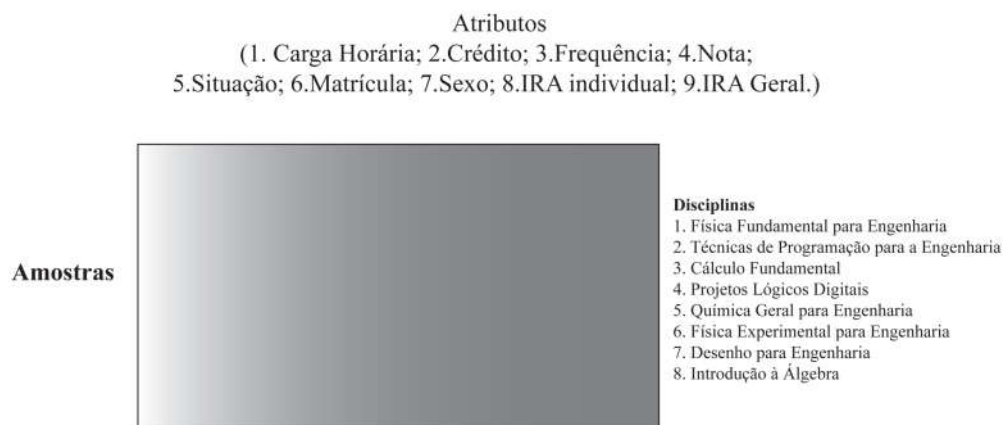 Atributos
(1. Carga Horária; 2.Crédito; 3.Frequência; 4.Nota;
5.Situação; 6.Matrícula; 7.Sexo; 8.IRA individual; 9.IRA Geral.)
Amostras
Disciplinas
1. Física Fundamental para Engenharia
2. Técnicas de Programação para a Engenharia
3. Cálculo Fundamental
4. Projetos Lógicos Digitais
5. Química Geral para Engenharia
6. Física Experimental para Engenharia
7. Desenho para Engenharia
8. Introdução à Álgebra